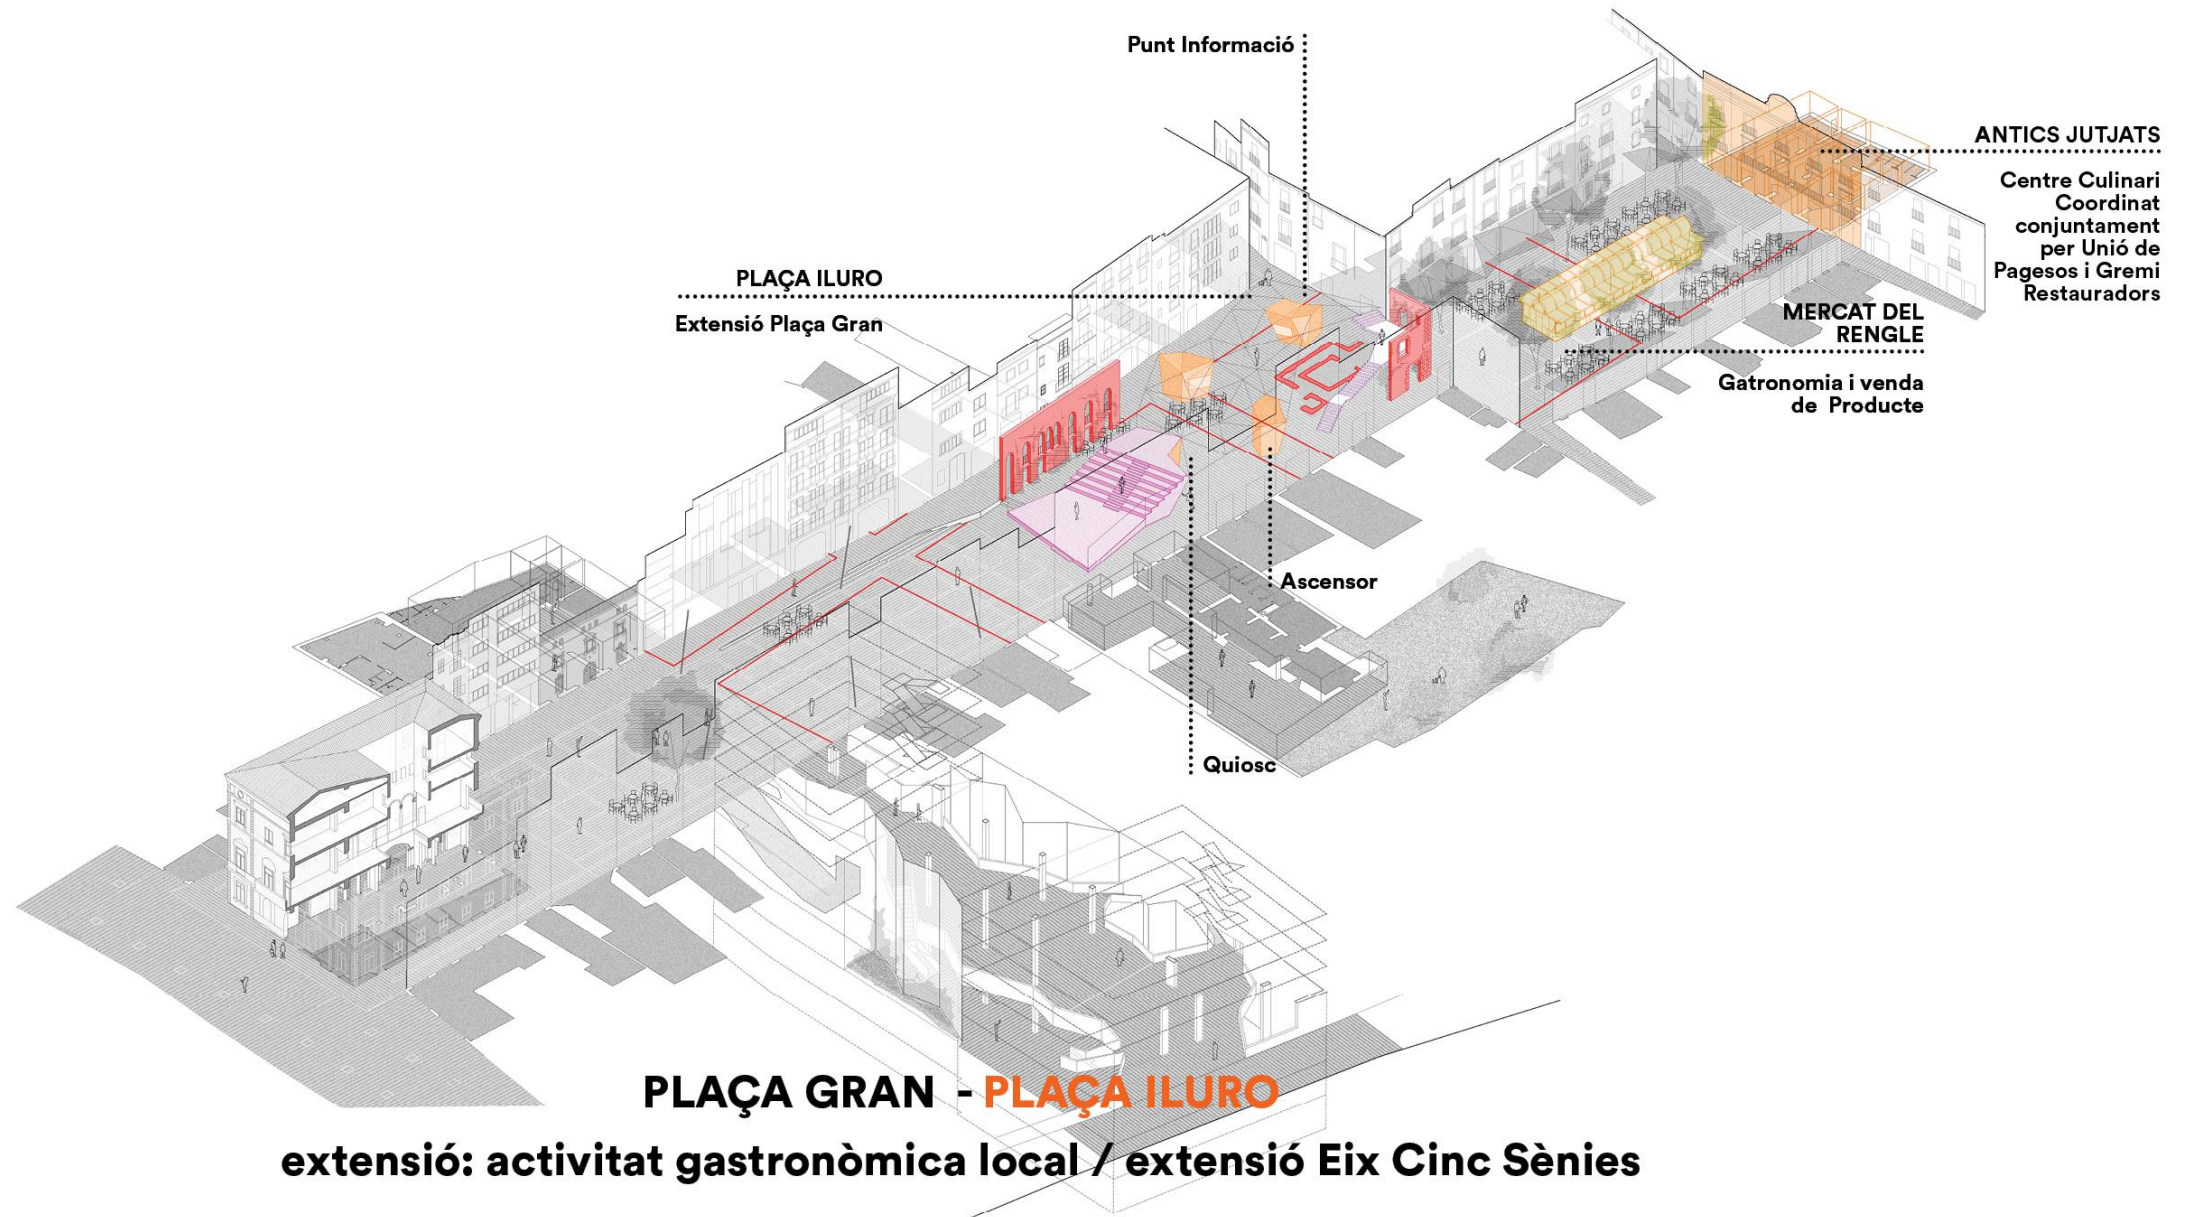 Punt Informació
ANTICS JUTJATS
Centre Culinari
Coordinat
conjuntament
per Unió de
Pagesos i Gremi
Restauradors
PLAÇA ILURO
Extensió Plaça Gran
MERCAT DEL
RENGLE
Gatronomia i venda
de Producte
Ascensor
Quiosc
PLAÇA GRAN - PLAÇA ILURO
extensió: activitat gastronòmica local / extensió Eix Cinc Sènies